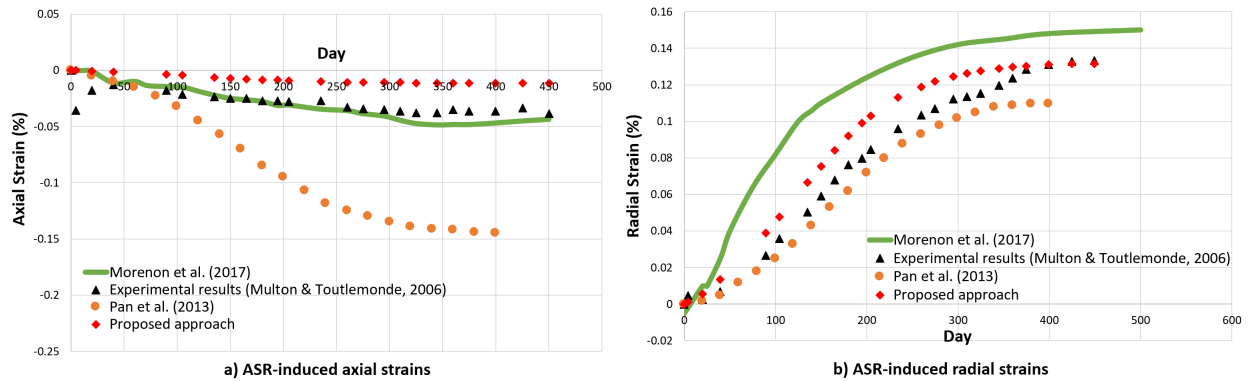 0.05
Day
0
0 50 100 150 200 250 300 350 400 450 500
-0.05
-0.1
-0.15
-0.2
-0.25
Axial Strain (%)
Morenon et al. (2017)
Experimental results (Multon & Toutlemonde, 2006)
Pan et al. (2013)
Proposed approach
a) ASR-induced axial strains
0.16
0.14
0.12
0.1
0.08
0.06
0.04
0.02
0
-0.02
Radial Strain (%)
Morenon et al. (2017)
Experimental results (Multon & Toutlemonde, 2006)
Pan et al. (2013)
Proposed approach
0 100 200 300 400 500 600
Day
b) ASR-induced radial strains